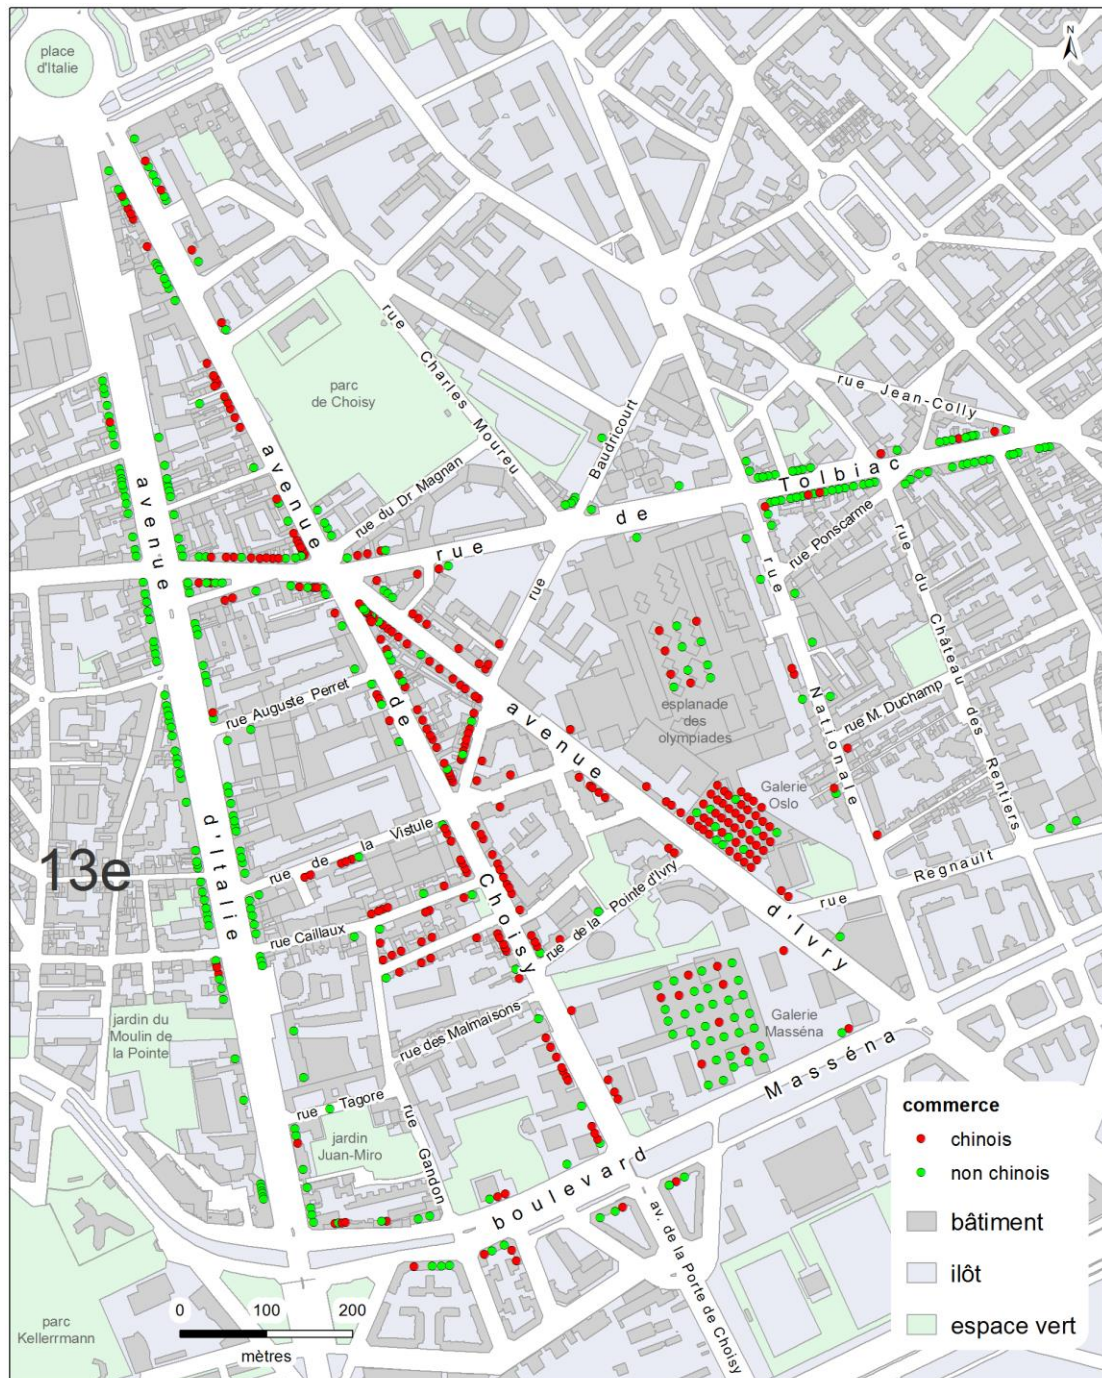 N
place
d'Italie
parc
de Choisy
rue Charles Moureu
rue du Dr Magnan
Baudricourt
rue
rue Jean-Colly
avenue
de
Choisy
avenue
d'Italie
rue
de
Tolbiac
rue Ponscarme
rue
Nationale
rue du Château des Rentiers
rue M. Duchamp
rue Auguste Perret
avenue
d'Ivry
esplanade
des
olympiades
Galerie
Oslo
13e
rue de la Vistule
rue Caillaux
rue de la Pointe d'Ivry
rue Regnault
jardin du
Moulin de
la Pointe
rue des Malmaisons
Galerie
Masséna
rue Tagore
jardin
Juan-Miro
rue Gandon
boulevard
Masséna
av. de la Porte de Choisy
parc
Kellerrmann
0 100 200
mètres
commerce
chinois
non chinois
bâtiment
ilôt
espace vert